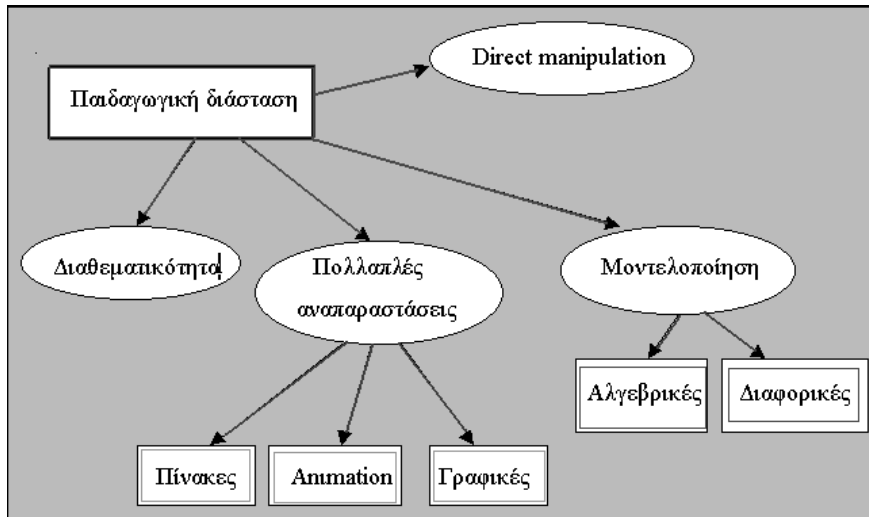 Direct manipulation
Παιδαγωγική διάσταση
Διαθεματικότητα
Πολλαπλές
αναπαραστάσεις
Μοντελοποίηση
Αλγεβρικές
Διαφορικές
Πίνακες
Animation
Γραφικές